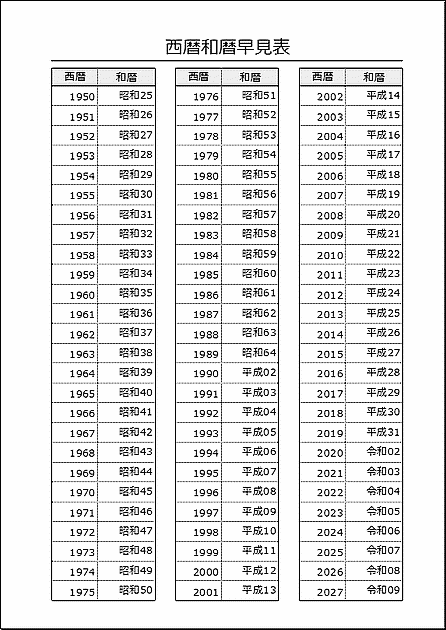 西暦和暦早見表
西暦 和暦 西暦 和暦 西暦 和暦
1950 昭和25 1976 昭和51 2002 平成14
1951 昭和26 1977 昭和52 2003 平成15
1952 昭和27 1978 昭和53 2004 平成16
1953 昭和28 1979 昭和54 2005 平成17
1954 昭和29 1980 昭和55 2006 平成18
1955 昭和30 1981 昭和56 2007 平成19
1956 昭和31 1982 昭和57 2008 平成20
1957 昭和32 1983 昭和58 2009 平成21
1958 昭和33 1984 昭和59 2010 平成22
1959 昭和34 1985 昭和60 2011 平成23
1960 昭和35 1986 昭和61 2012 平成24
1961 昭和36 1987 昭和62 2013 平成25
1962 昭和37 1988 昭和63 2014 平成26
1963 昭和38 1989 昭和64 2015 平成27
1964 昭和39 1990 平成02 2016 平成28
1965 昭和40 1991 平成03 2017 平成29
1966 昭和41 1992 平成04 2018 平成30
1967 昭和42 1993 平成05 2019 平成31
1968 昭和43 1994 平成06 2020 令和02
1969 昭和44 1995 平成07 2021 令和03
1970 昭和45 1996 平成08 2022 令和04
1971 昭和46 1997 平成09 2023 令和05
1972 昭和47 1998 平成10 2024 令和06
1973 昭和48 1999 平成11 2025 令和07
1974 昭和49 2000 平成12 2026 令和08
1975 昭和50 2001 平成13 2027 令和09